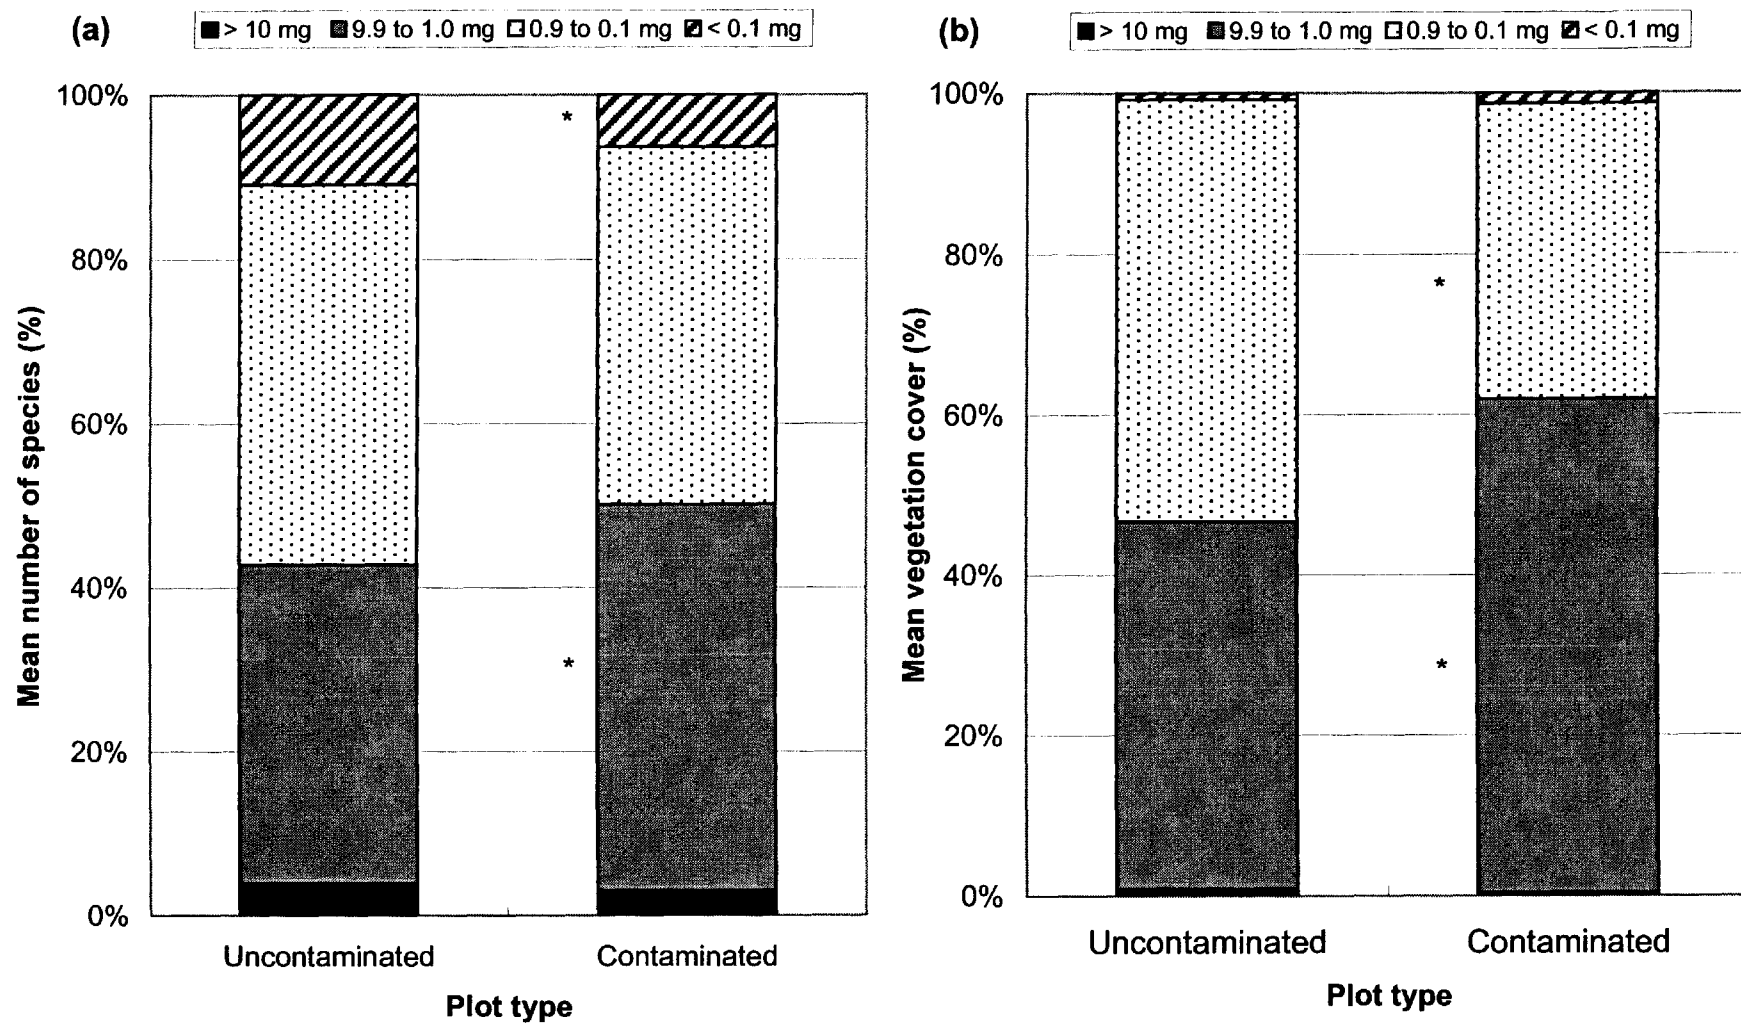 (a)
> 10 mg 9.9 to 1.0 mg 0.9 to 0.1 mg < 0.1 mg
100%
80%
60%
40%
20%
0%
Mean number of species (%)
*
*
Uncontaminated Contaminated
Plot type
(b)
> 10 mg 9.9 to 1.0 mg 0.9 to 0.1 mg < 0.1 mg
100%
80%
60%
40%
20%
0%
Mean vegetation cover (%)
*
*
Uncontaminated Contaminated
Plot type